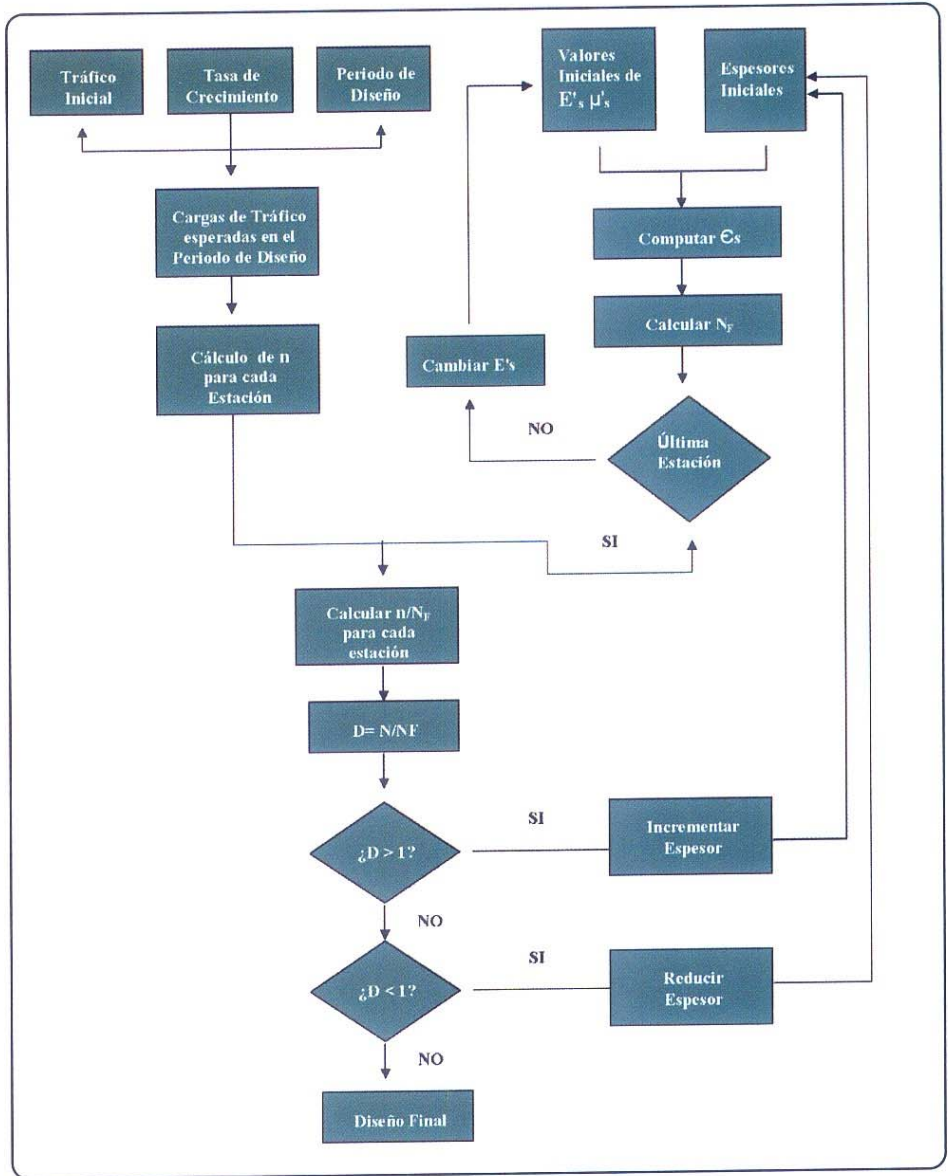 Tráfico
Inicial
Tasa de
Crecimiento
Periodo de
Diseño
Valores
Iniciales de
E's µ's
Espesores
Iniciales
Cargas de Tráfico
esperadas en el
Periodo de Diseño
Computar Єs
Calcular NF
Cálculo de n
para cada
Estación
Cambiar E's
NO
Última
Estación
SI
Calcular n/NF
para cada
estación
D= N/NF
¿D > 1?
SI
Incrementar
Espesor
NO
¿D < 1?
SI
Reducir
Espesor
NO
Diseño Final